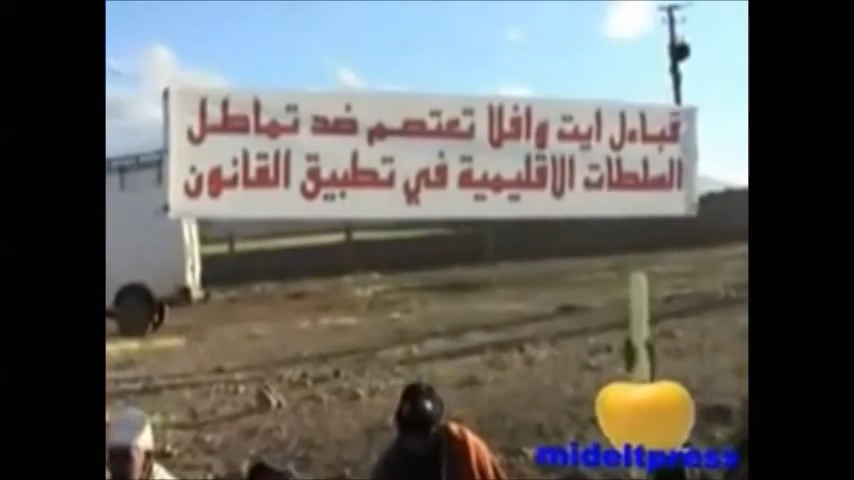 قبائل ايت وافلا تعتصم ضد تماطل
السلطات الاقليمية في تطبيق القانون
mideltpress